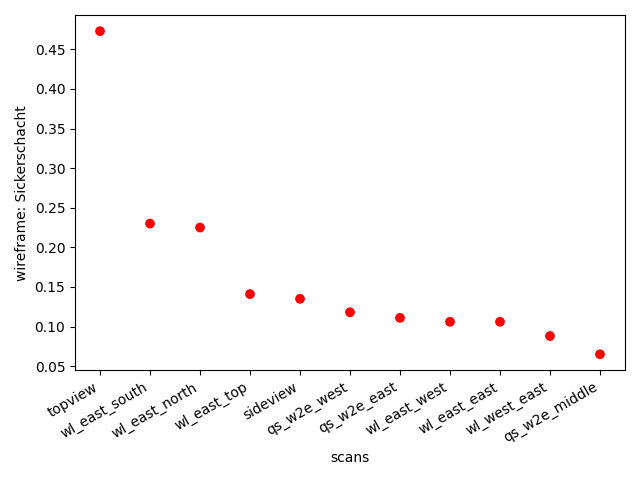 0.45
0.40
0.35
0.30
0.25
0.20
0.15
0.10
0.05
wireframe: Sickerschacht
topview
wl_east_south
wl_east_north
wl_east_top
sideview
qs_w2e_west
qs_w2e_east
wl_east_west
wl_east_east
wl_west_east
qs_w2e_middle
scans